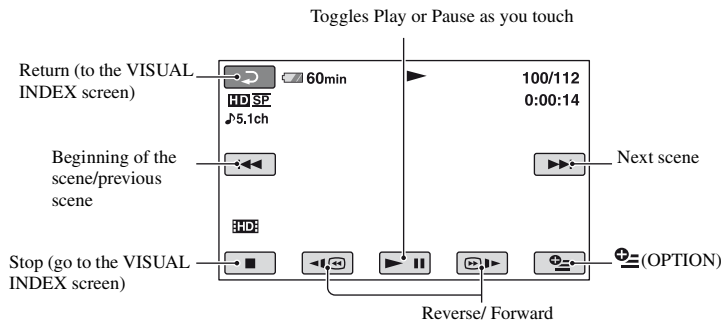 Toggles Play or Pause as you touch
Return (to the VISUAL
INDEX screen)
60min
100/112
HD SP
0:00:14
♪5.1ch
Beginning of the
scene/previous
scene
Next scene
HD
Stop (go to the VISUAL
INDEX screen)
(OPTION)
Reverse/ Forward